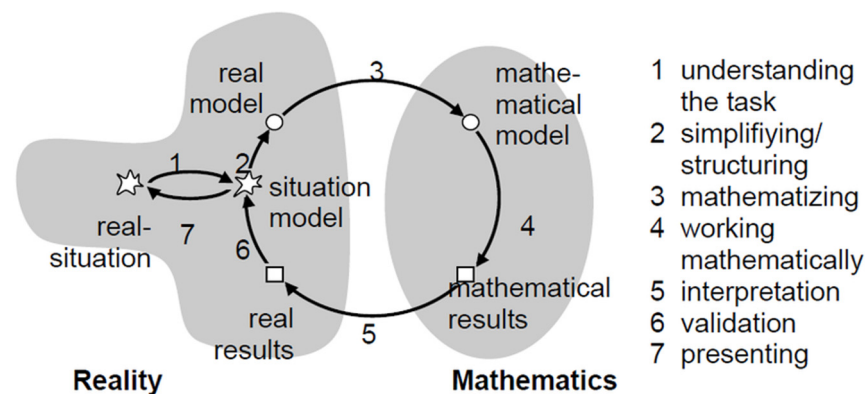 real
model
3
mathe-
matical
model
1
2
situation
model
real-
situation
7
6
4
real
results
5
mathematical
results
Reality
Mathematics
1 understanding
the task
2 simplifiying/
structuring
3 mathematizing
4 working
mathematically
5 interpretation
6 validation
7 presenting